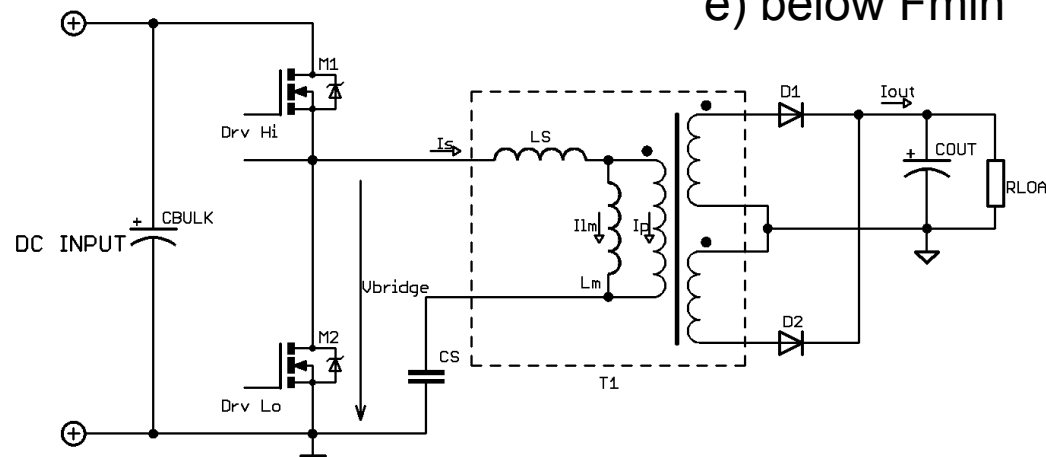 e) below Fmin
M1
Drv Hi
Is
LS
D1
Iout
+
COUT
RLOA
+
CBULK
DC INPUT
Ilm
Ip
Lm
Vbridge
M2
CS
D2
T1
Drv Lo